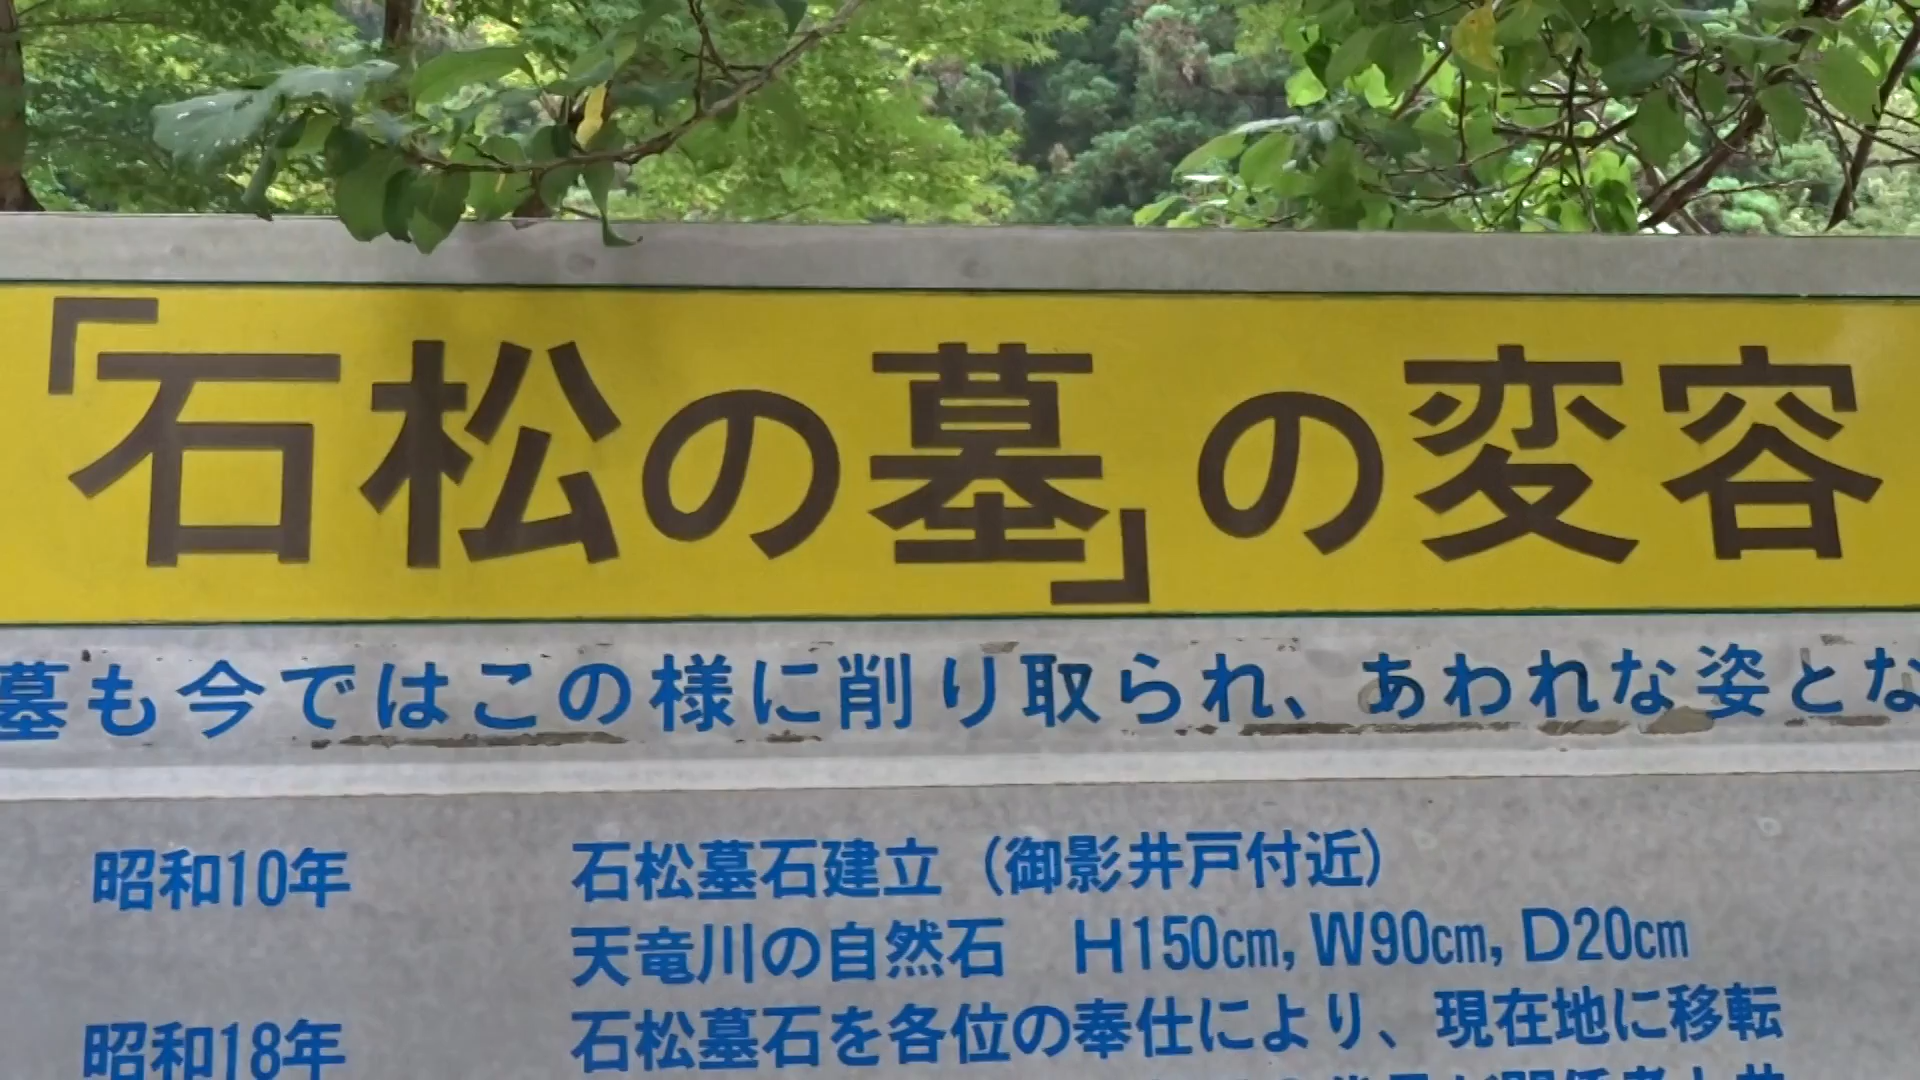 「石松の墓」の変容
墓も今ではこの様に削り取られ、あわれな姿とな
昭和10年 石松墓石建立（御影井戸付近）
天竜川の自然石 H150cm, W90cm, D20cm
昭和18年 石松墓石を各位の奉仕により、現在地に移転